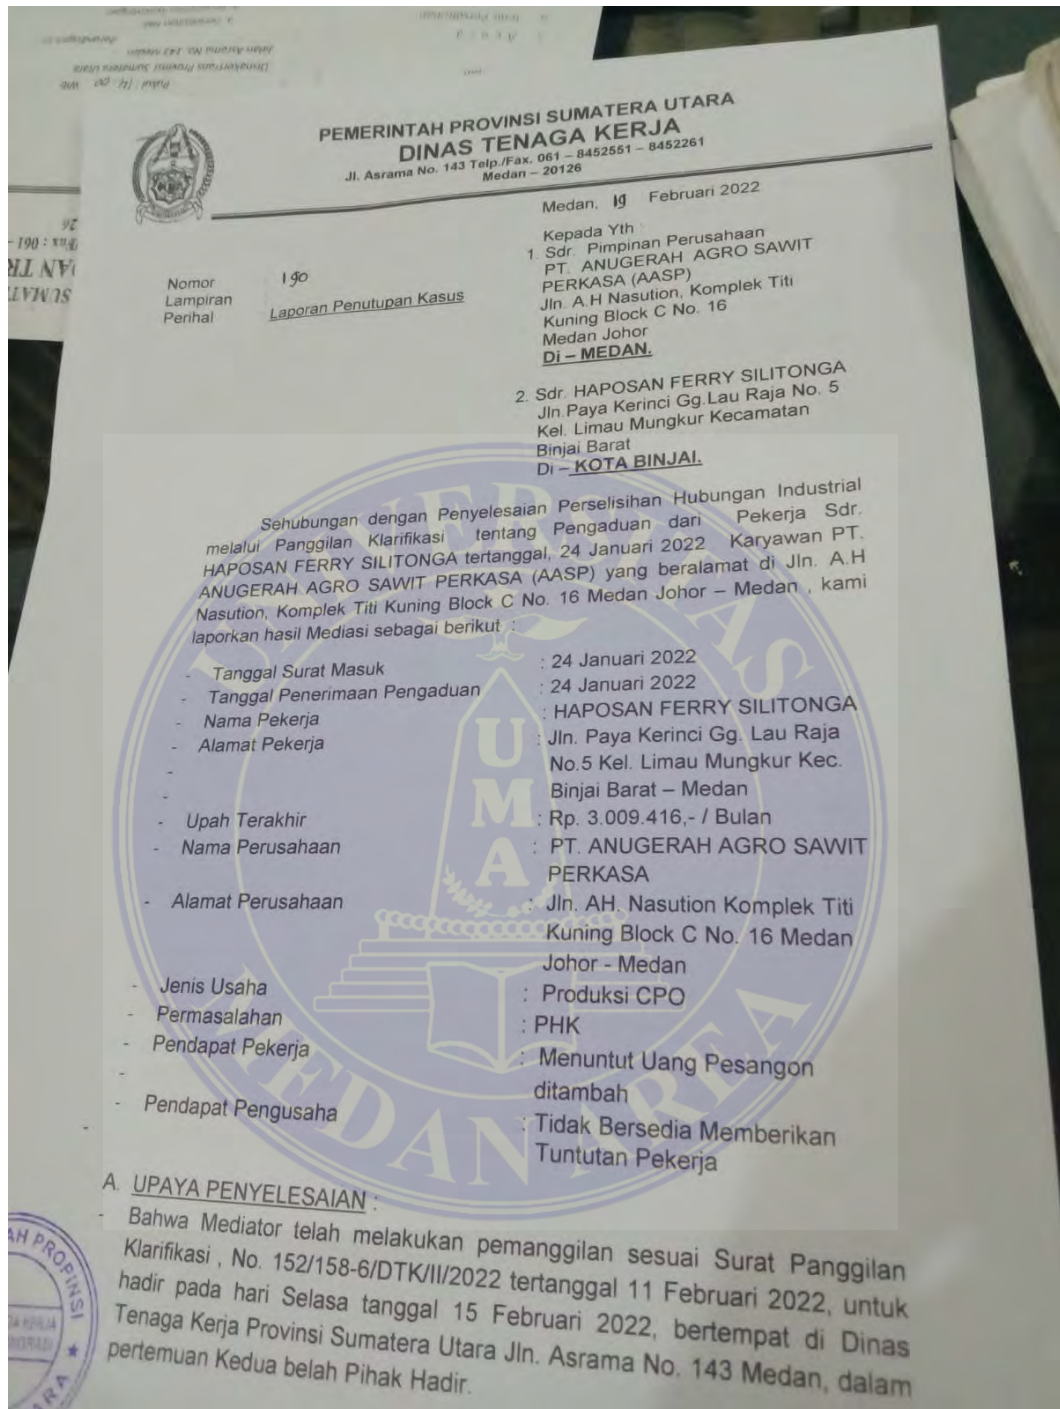 PEMERINTAH PROVINSI SUMATERA UTARA
DINAS TENAGA KERJA
Jl. Asrama No. 143 Telp./Fax. 061 – 8452551 – 8452261
Medan – 20126
Medan, 19 Februari 2022
Nomor 190
Lampiran
Perihal Laporan Penutupan Kasus
Kepada Yth :
1. Sdr. Pimpinan Perusahaan
PT. ANUGERAH AGRO SAWIT
PERKASA (AASP)
Jln. A.H Nasution, Komplek Titi
Kuning Block C No. 16
Medan Johor
Di – MEDAN.
2. Sdr. HAPOSAN FERRY SILITONGA
Jln.Paya Kerinci Gg.Lau Raja No. 5
Kel. Limau Mungkur Kecamatan
Binjai Barat
Di – KOTA BINJAI.
Sehubungan dengan Penyelesaian Perselisihan Hubungan Industrial
melalui Panggilan Klarifikasi tentang Pengaduan dari Pekerja Sdr.
HAPOSAN FERRY SILITONGA tertanggal, 24 Januari 2022 Karyawan PT.
ANUGERAH AGRO SAWIT PERKASA (AASP) yang beralamat di Jln. A.H
Nasution, Komplek Titi Kuning Block C No. 16 Medan Johor – Medan , kami
laporkan hasil Mediasi sebagai berikut :
- Tanggal Surat Masuk : 24 Januari 2022
- Tanggal Penerimaan Pengaduan : 24 Januari 2022
- Nama Pekerja : HAPOSAN FERRY SILITONGA
- Alamat Pekerja : Jln. Paya Kerinci Gg. Lau Raja
- No.5 Kel. Limau Mungkur Kec.
- Binjai Barat – Medan
- Upah Terakhir : Rp. 3.009.416,- / Bulan
- Nama Perusahaan : PT. ANUGERAH AGRO SAWIT
PERKASA
- Alamat Perusahaan : Jln. AH. Nasution Komplek Titi
Kuning Block C No. 16 Medan
Johor - Medan
- Jenis Usaha : Produksi CPO
- Permasalahan : PHK
- Pendapat Pekerja : Menuntut Uang Pesangon
- ditambah
- Pendapat Pengusaha : Tidak Bersedia Memberikan
- Tuntutan Pekerja
A. UPAYA PENYELESAIAN :
- Bahwa Mediator telah melakukan pemanggilan sesuai Surat Panggilan
Klarifikasi , No. 152/158-6/DTK/II/2022 tertanggal 11 Februari 2022, untuk
hadir pada hari Selasa tanggal 15 Februari 2022, bertempat di Dinas
Tenaga Kerja Provinsi Sumatera Utara Jln. Asrama No. 143 Medan, dalam
pertemuan Kedua belah Pihak Hadir.
UNIVERSITAS
UMA
MEDAN AREA